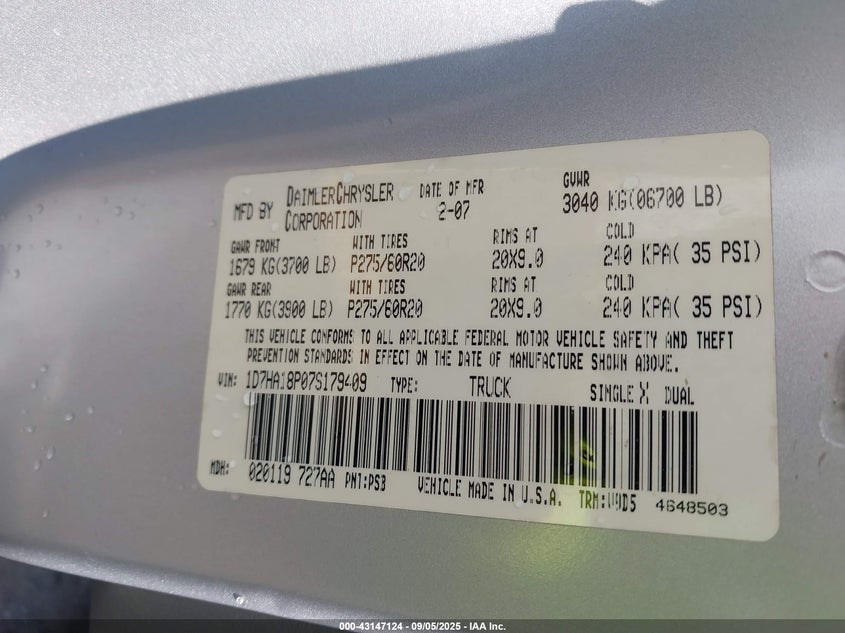 MFD BY DAIMLERCHRYSLER CORPORATION DATE OF MFR 2-07 GVWR 3040 KG(06700 LB)
GAWR FRONT WITH TIRES RIMS AT COLD
1679 KG(3700 LB) P275/60R20 20X9.0 240 KPA( 35 PSI)
GAWR REAR WITH TIRES RIMS AT COLD
1770 KG(3900 LB) P275/60R20 20X9.0 240 KPA( 35 PSI)
THIS VEHICLE CONFORMS TO ALL APPLICABLE FEDERAL MOTOR VEHICLE SAFETY AND THEFT
PREVENTION STANDARDS IN EFFECT ON THE DATE OF MANUFACTURE SHOWN ABOVE.
VIN: 1D7HA18P07S179409 TYPE: TRUCK SINGLE X DUAL
MDH: 020119 727AA PNT:PS3 VEHICLE MADE IN U.S.A. 4648503
000-43147124 - 09/05/2025 - IAA Inc.